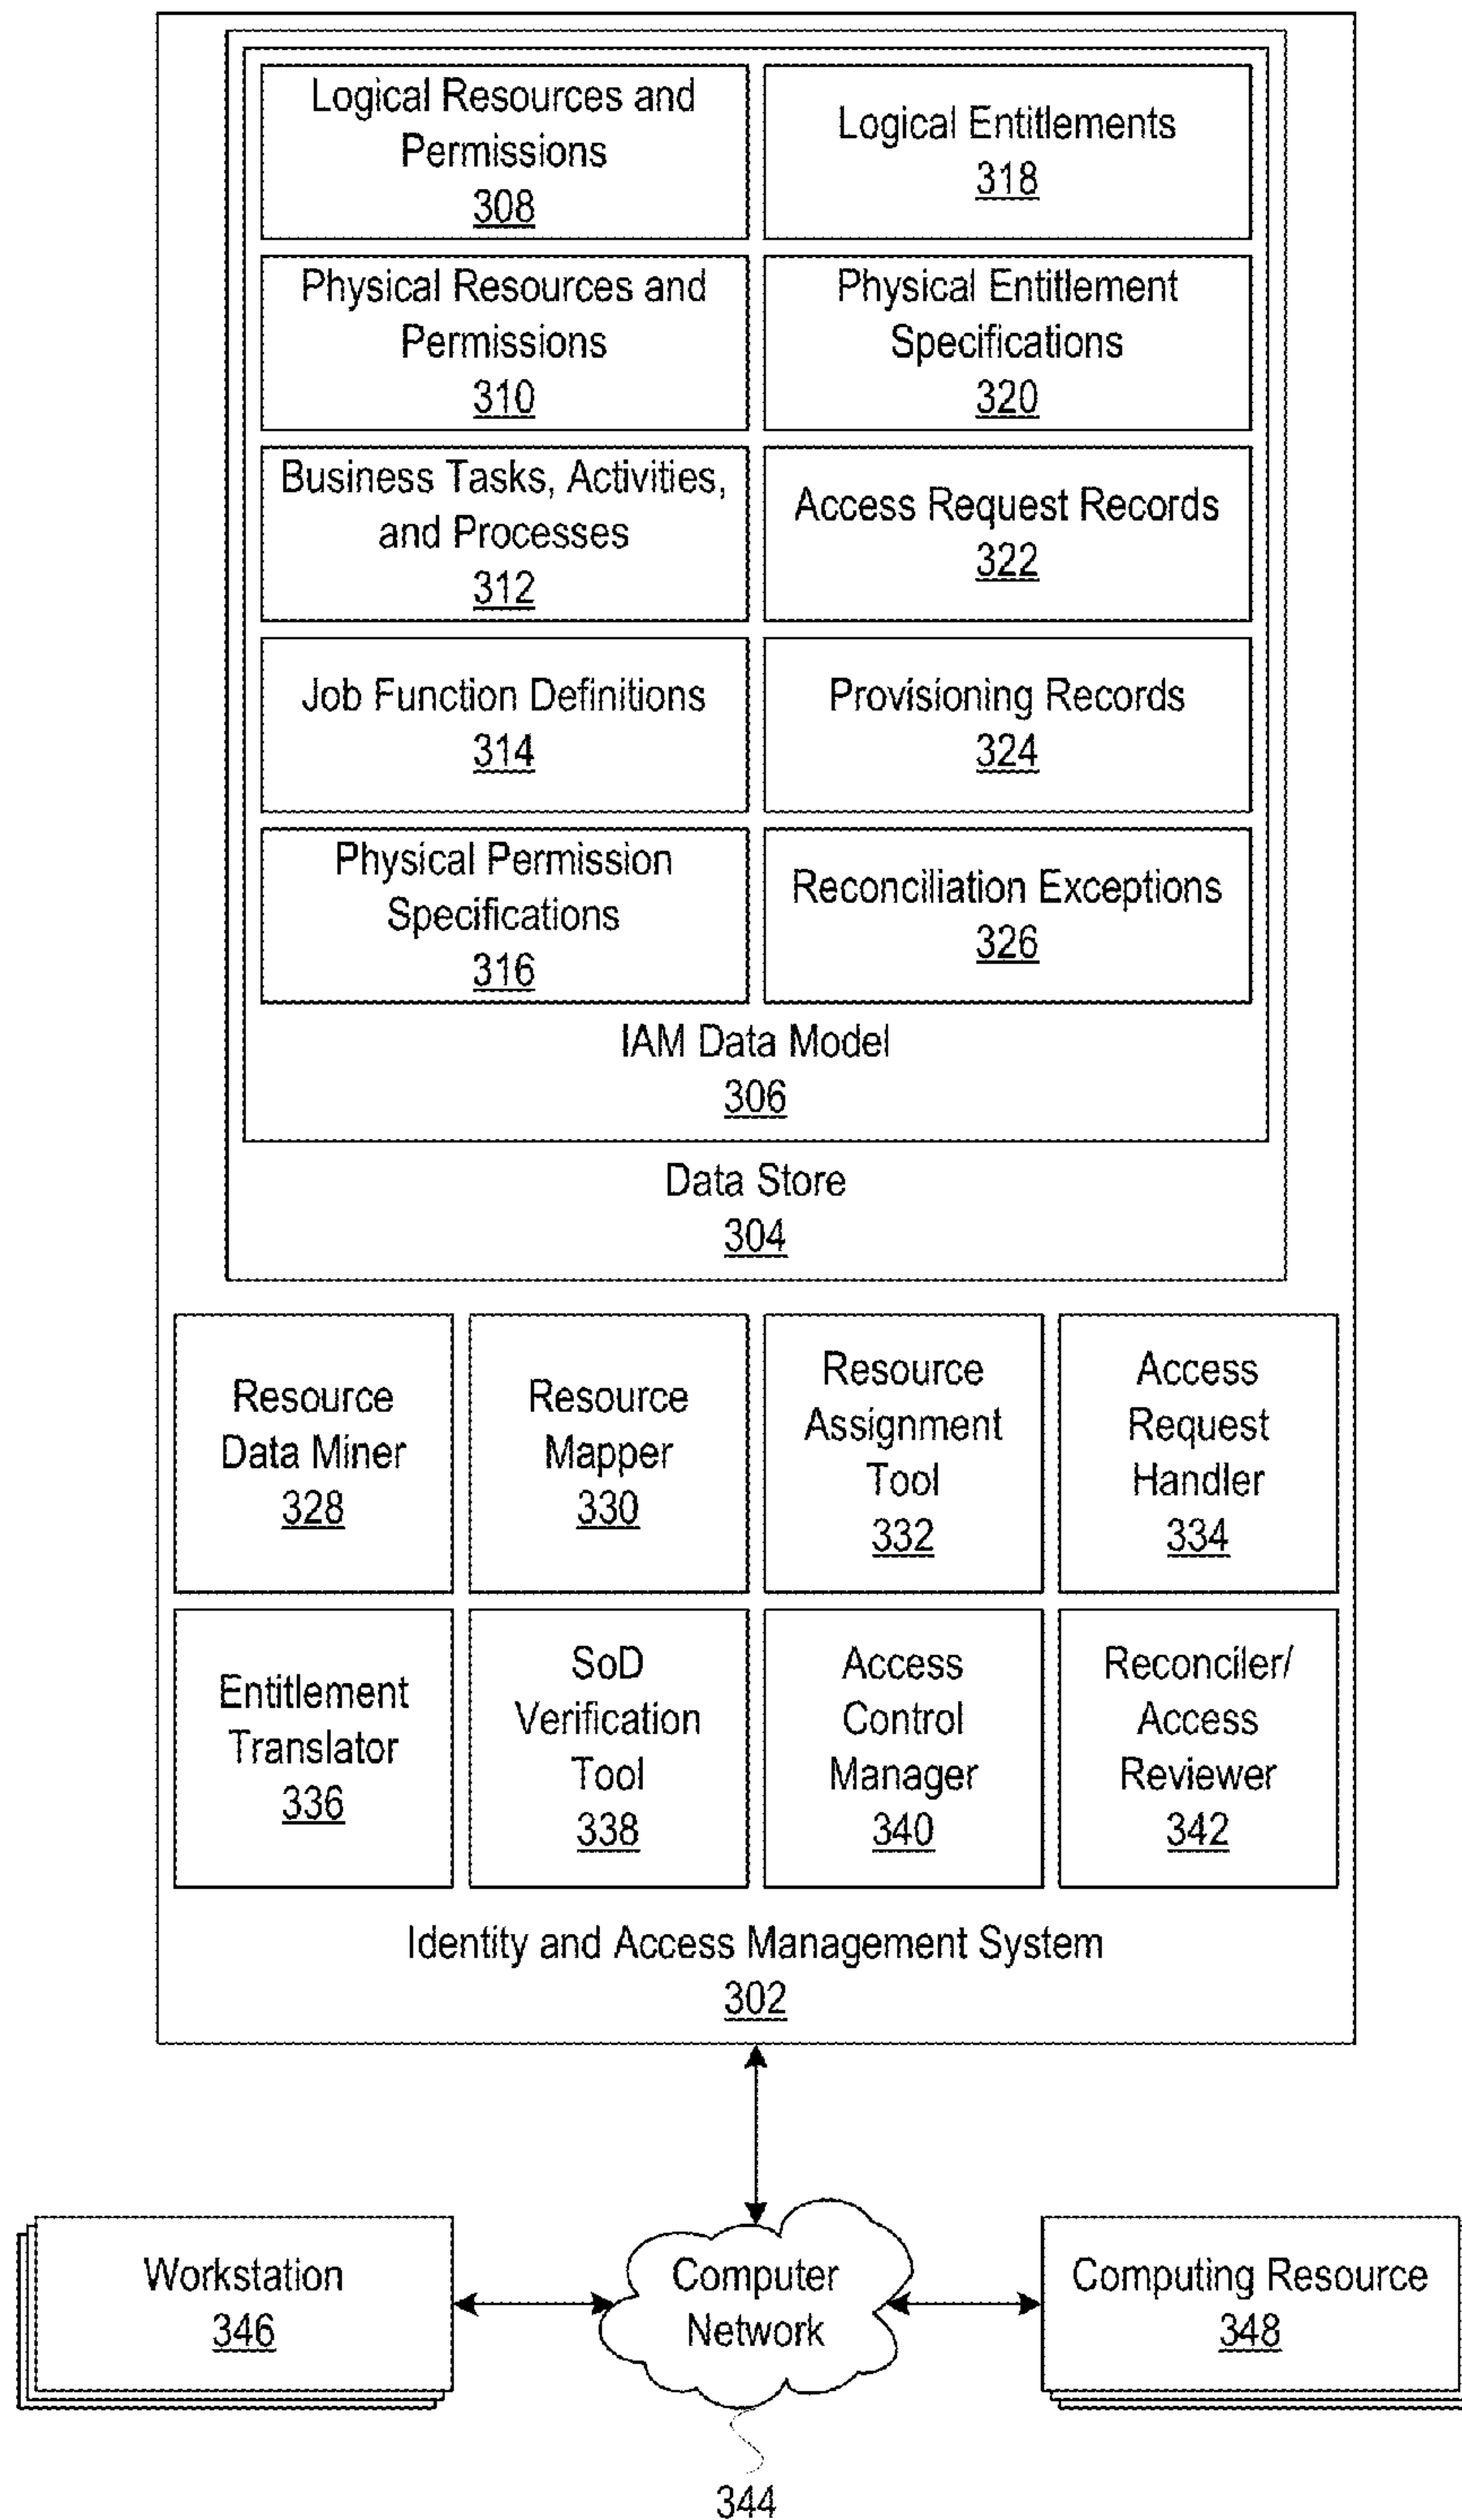 Logical Resources and
Permissions
308
Logical Entitlements
318
Physical Resources and
Permissions
310
Physical Entitlement
Specifications
320
Business Tasks, Activities,
and Processes
312
Access Request Records
322
Job Function Definitions
314
Provisioning Records
324
Physical Permission
Specifications
316
Reconciliation Exceptions
326
IAM Data Model
306
Data Store
304
Resource
Data Miner
328
Resource
Mapper
330
Resource
Assignment
Tool
332
Access
Request
Handler
334
Entitlement
Translator
336
SoD
Verification
Tool
338
Access
Control
Manager
340
Reconciler/
Access
Reviewer
342
Identity and Access Management System
302
Workstation
346
Computer
Network
Computing Resource
348
344